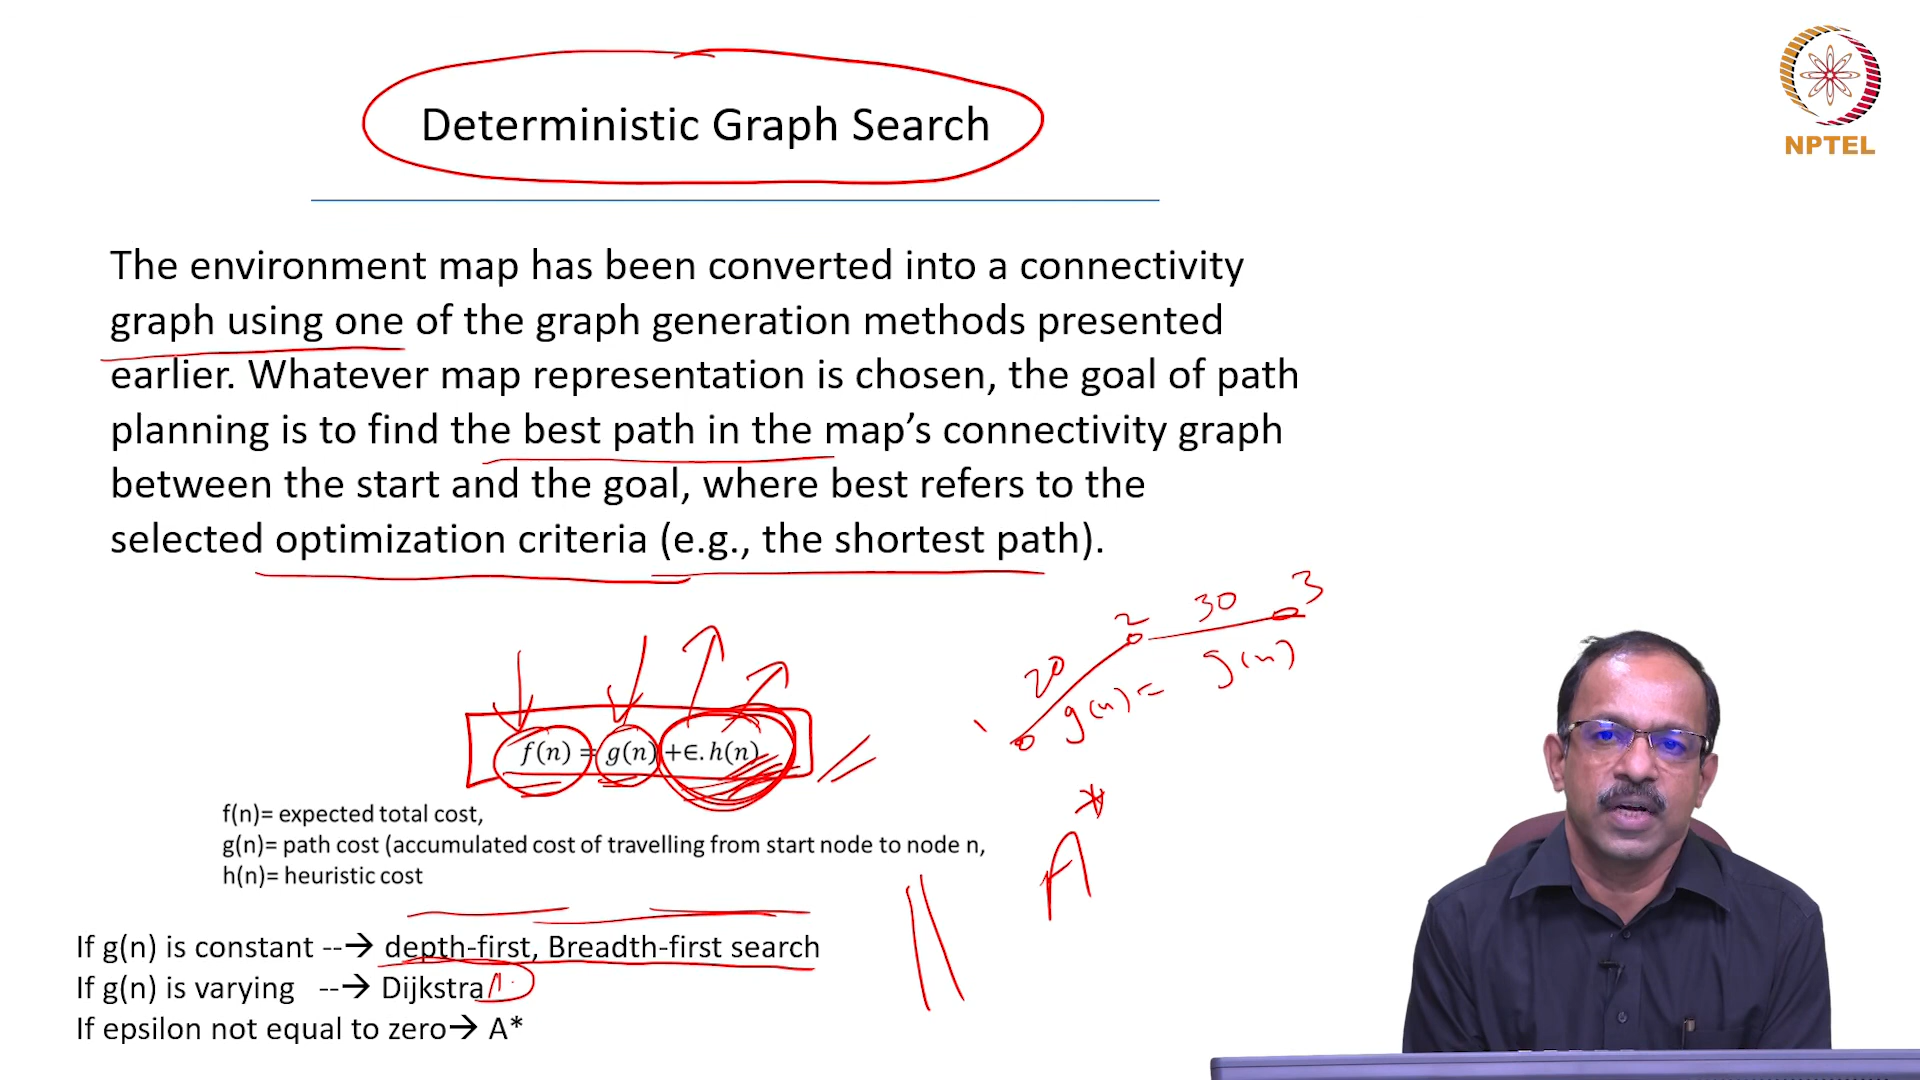 NPTEL
Deterministic Graph Search
The environment map has been converted into a connectivity
graph using one of the graph generation methods presented
earlier. Whatever map representation is chosen, the goal of path
planning is to find the best path in the map’s connectivity graph
between the start and the goal, where best refers to the
selected optimization criteria (e.g., the shortest path).
2 30 3
20
g(n) = g(n)
f(n) = g(n) +∈. h(n)
A*
f(n)= expected total cost,
g(n)= path cost (accumulated cost of travelling from start node to node n,
h(n)= heuristic cost
If g(n) is constant --→ depth-first, Breadth-first search
If g(n) is varying --→ Dijkstra
If epsilon not equal to zero→ A*